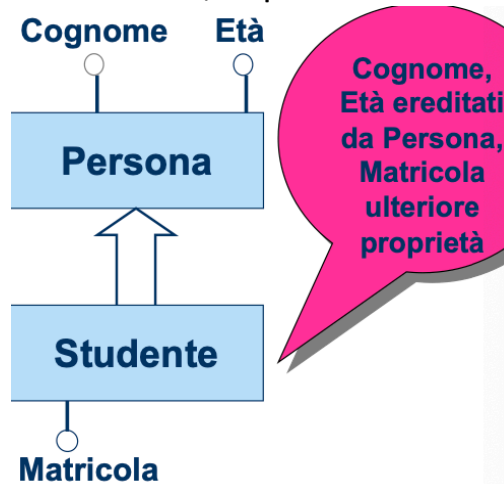 Cognome Età
Persona
Studente
Matricola
Cognome,
Età ereditati
da Persona,
Matricola
ulteriore
proprietà